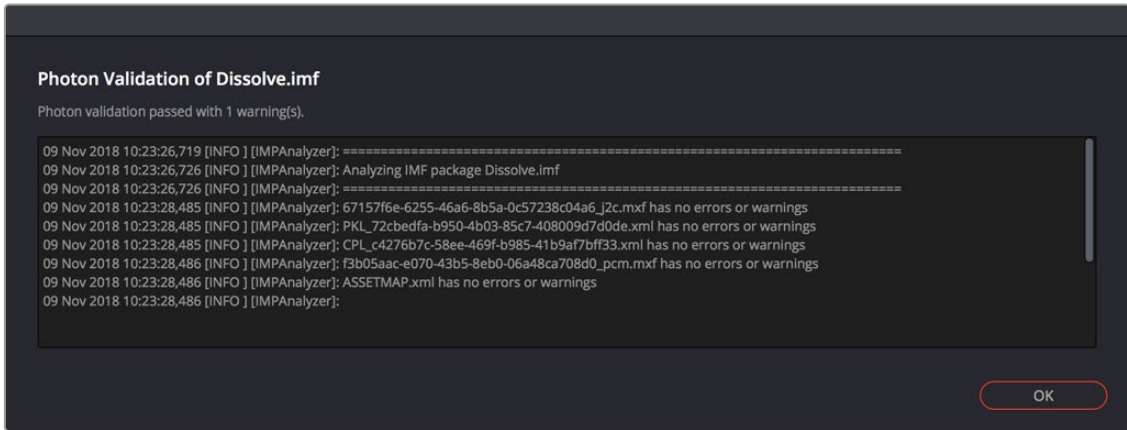 Photon Validation of Dissolve.imf
Photon validation passed with 1 warning(s).
09 Nov 2018 10:23:26,719 [INFO ] [IMPAnalyzer]: ==========================================================================
09 Nov 2018 10:23:26,726 [INFO ] [IMPAnalyzer]: Analyzing IMF package Dissolve.imf
09 Nov 2018 10:23:26,726 [INFO ] [IMPAnalyzer]: ==========================================================================
09 Nov 2018 10:23:28,485 [INFO ] [IMPAnalyzer]: 67157f6e-6255-46a6-8b5a-0c57238c04a6_j2c.mxf has no errors or warnings
09 Nov 2018 10:23:28,485 [INFO ] [IMPAnalyzer]: PKL_72cbedfa-b950-4b03-85c7-408009d7d0de.xml has no errors or warnings
09 Nov 2018 10:23:28,485 [INFO ] [IMPAnalyzer]: CPL_c4276b7c-58ee-469f-b985-41b9af7bff33.xml has no errors or warnings
09 Nov 2018 10:23:28,486 [INFO ] [IMPAnalyzer]: f3b05aac-e070-43b5-8eb0-06a48ca708d0_pcm.mxf has no errors or warnings
09 Nov 2018 10:23:28,486 [INFO ] [IMPAnalyzer]: ASSETMAP.xml has no errors or warnings
09 Nov 2018 10:23:28,486 [INFO ] [IMPAnalyzer]:
OK